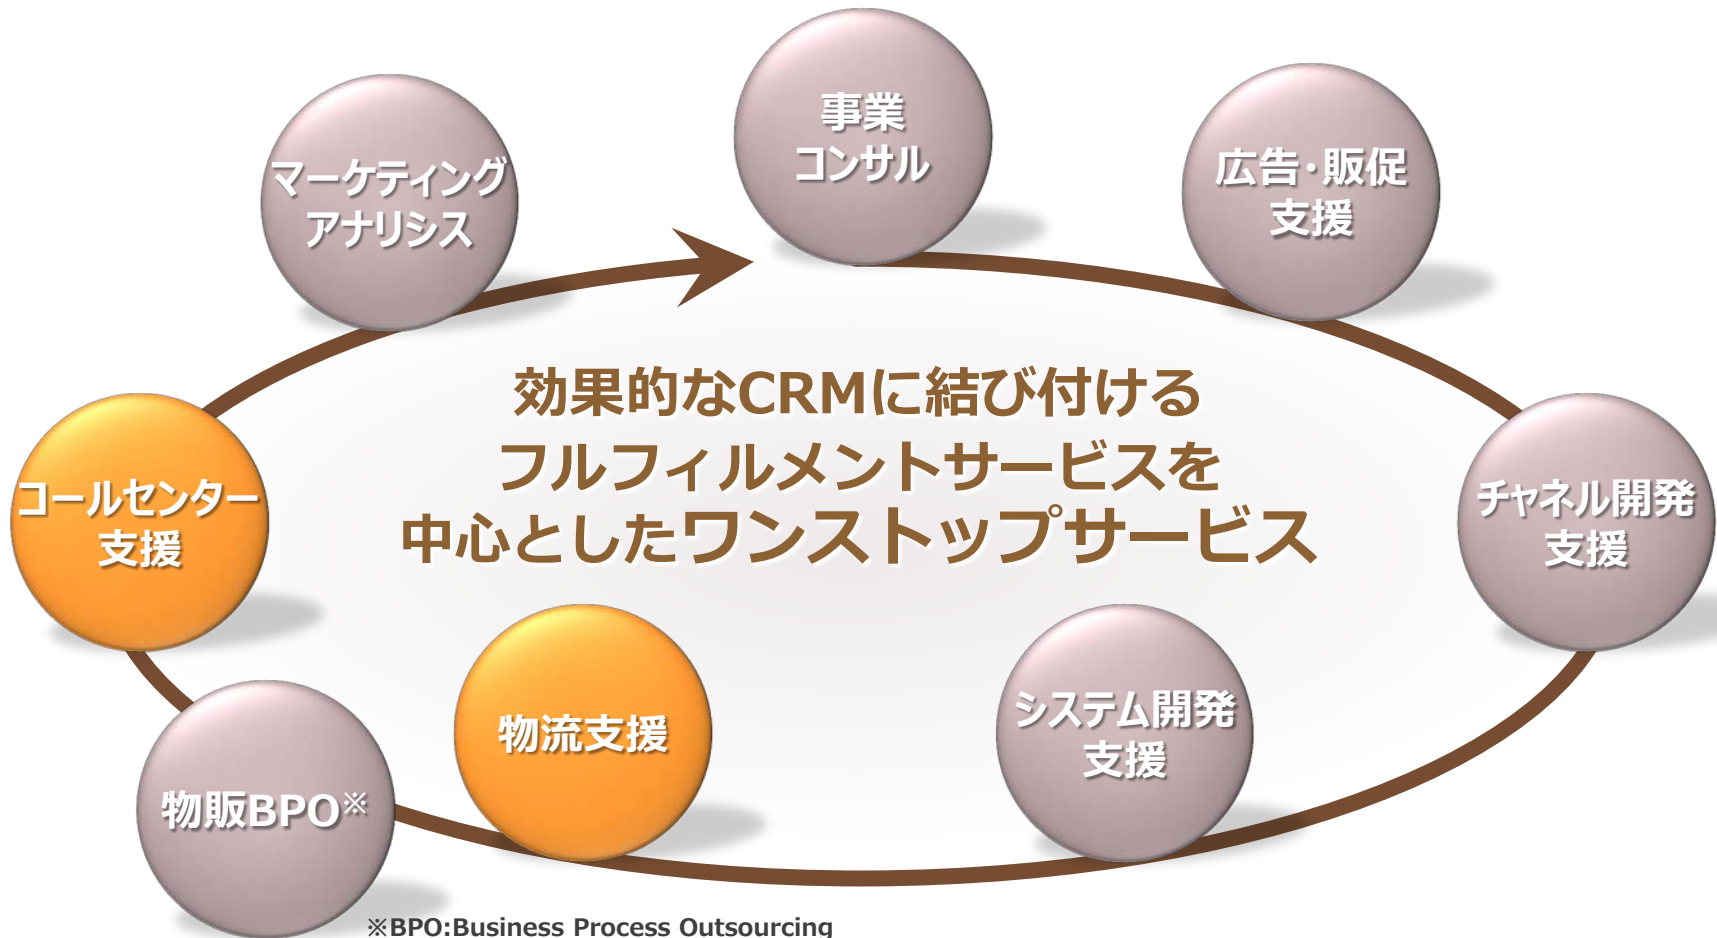 事業
コンサル
広告・販促
支援
マーケティング
アナリシス
効果的なCRMに結び付ける
フルフィルメントサービスを
中心としたワンストップサービス
コールセンター
支援
チャネル開発
支援
物流支援
システム開発
支援
物販BPO※
※BPO:Business Process Outsourcing